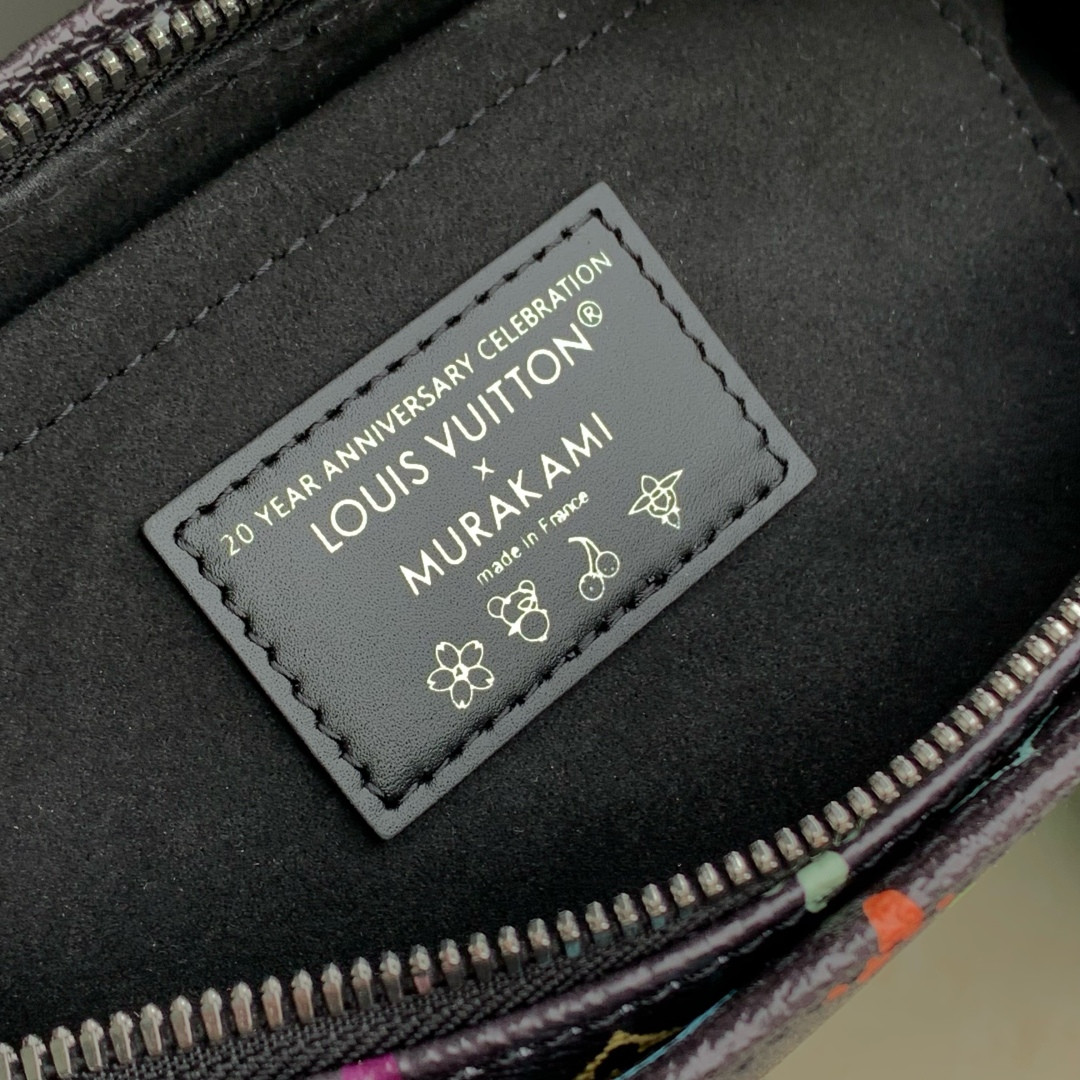 20 YEAR ANNIVERSARY CELEBRATION
LOUIS VUITTON®
×
MURAKAMI
made in France